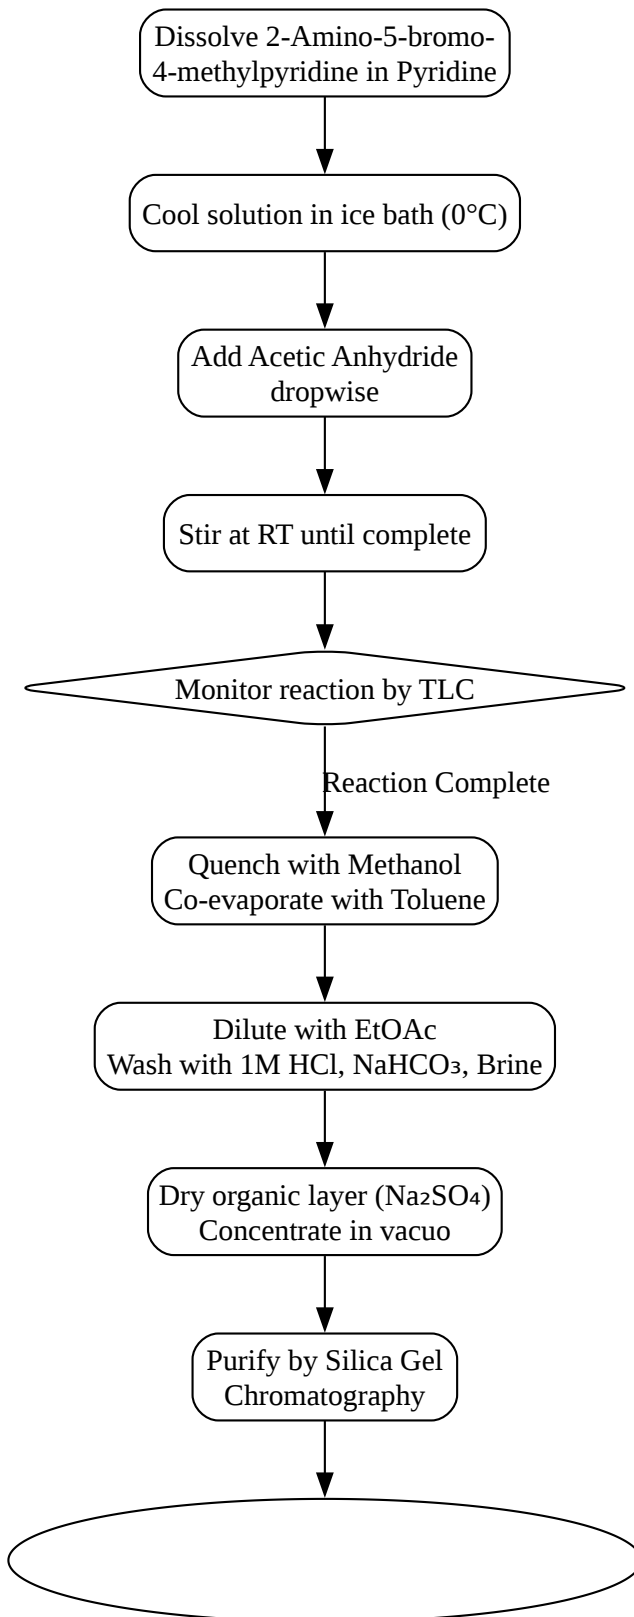 Dissolve 2-Amino-5-bromo-
4-methylpyridine in Pyridine
Cool solution in ice bath (0°C)
Add Acetic Anhydride
dropwise
Stir at RT until complete
Monitor reaction by TLC
Reaction Complete
Quench with Methanol
Co-evaporate with Toluene
Dilute with EtOAc
Wash with 1M HCl, NaHCO₃, Brine
Dry organic layer (Na₂SO₄)
Concentrate in vacuo
Purify by Silica Gel
Chromatography